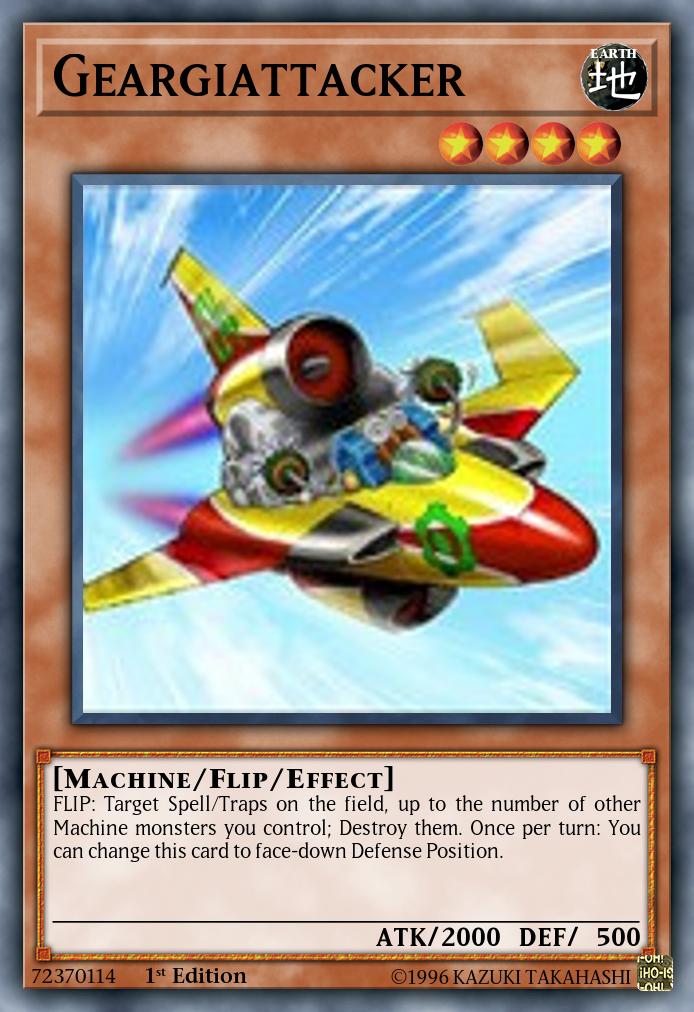 GEARGIATTACKER
EARTH
地
[MACHINE/FLIP/EFFECT]
FLIP: Target Spell/Traps on the field, up to the number of other
Machine monsters you control; Destroy them. Once per turn: You
can change this card to face-down Defense Position.
ATK/2000 DEF/ 500
72370114 1st Edition ©1996 KAZUKI TAKAHASHI